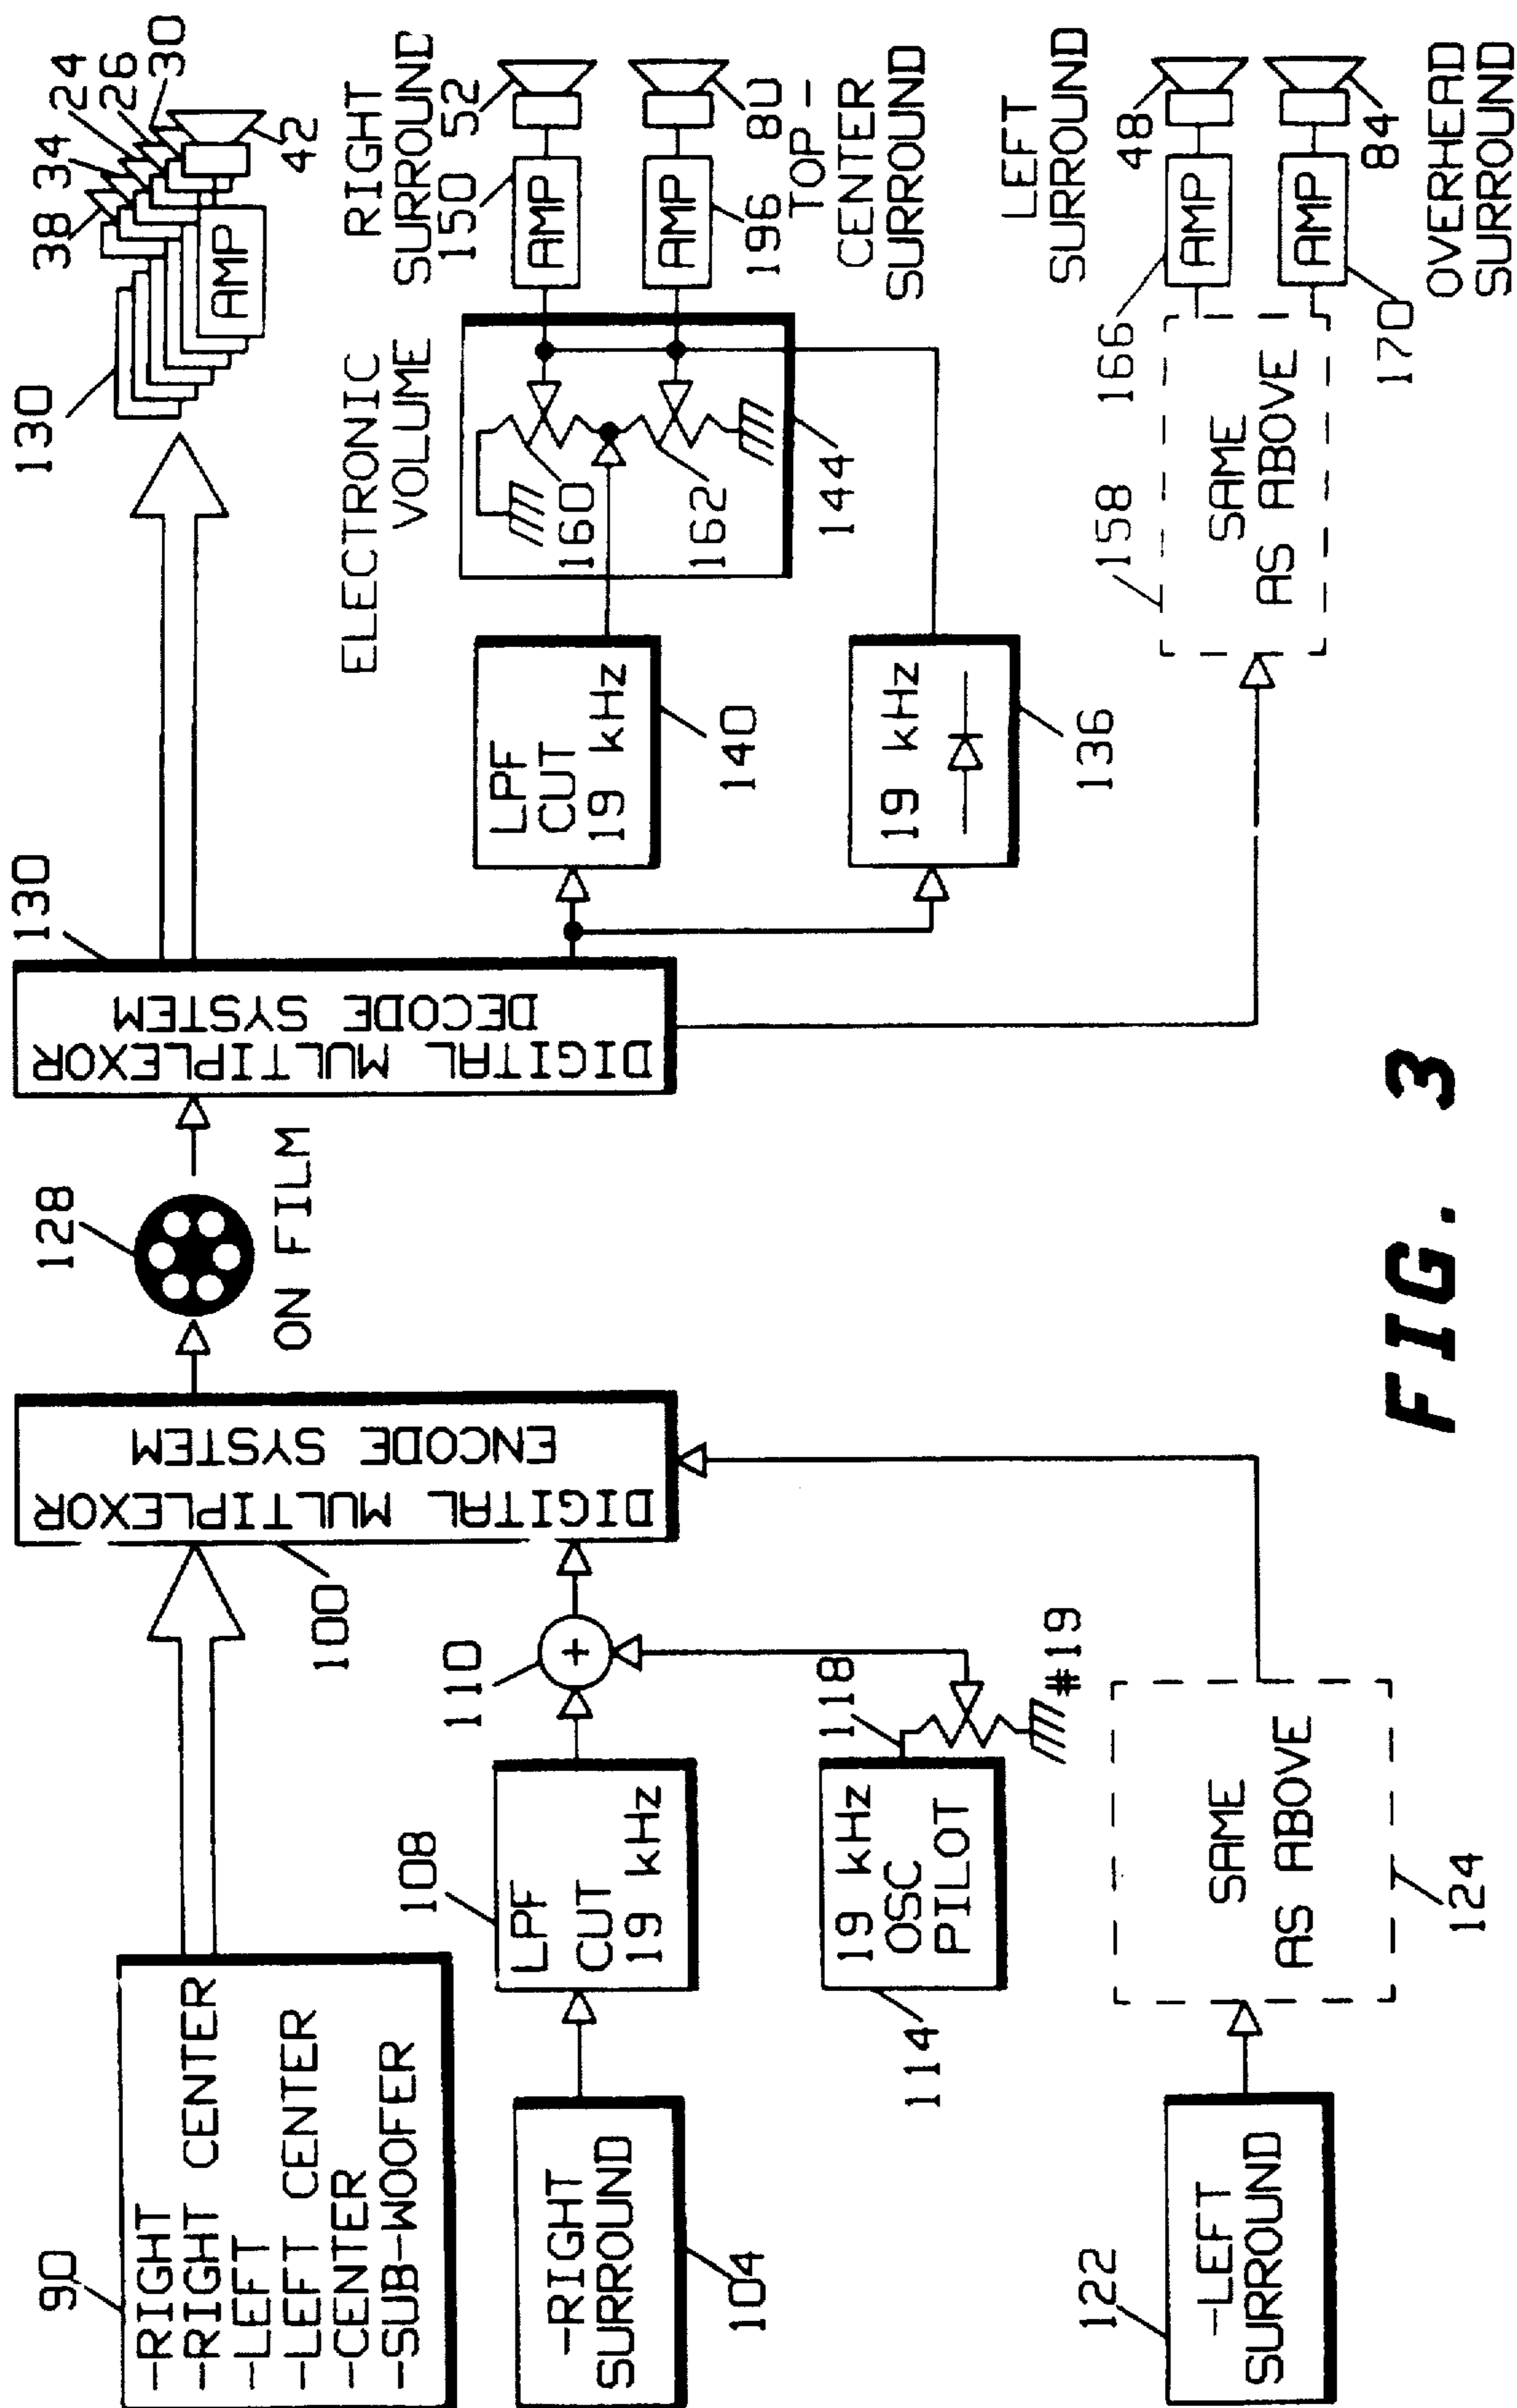 90
-RIGHT
-RIGHT CENTER
-LEFT
-LEFT CENTER
-CENTER
-SUB-WOOFER
100
DIGITAL MULTIPLEXOR
ENCODE SYSTEM
128
ON FILM
130
DIGITAL MULTIPLEXOR
DECODE SYSTEM
130
38
34
24
26
30
AMP
42
-RIGHT
SURROUND
104
108
LPF
CUT
19 kHz
110
+
114
19 kHz
OSC
PILOT
118
#19
LPF
CUT
19 kHz
140
19 kHz
136
ELECTRONIC
VOLUME
160
162
144
RIGHT
SURROUND
150
52
AMP
AMP
196
80
TOP -
CENTER
SURROUND
122
-LEFT
SURROUND
SAME
AS ABOVE
124
158
SAME
AS ABOVE
LEFT
SURROUND
166
48
AMP
AMP
170
84
OVERHEAD
SURROUND
FIG. 3